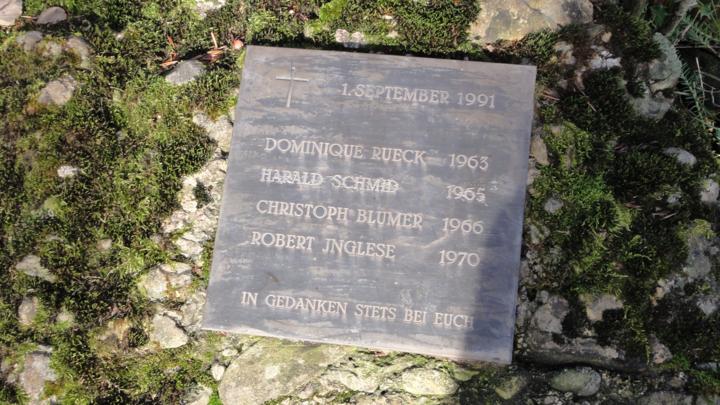 1. SEPTEMBER 1991
DOMINIQUE RUECK 1963
HARALD SCHMID 1965
CHRISTOPH BLUMER 1966
ROBERT JNGLESE 1970
IN GEDANKEN STETS BEI EUCH